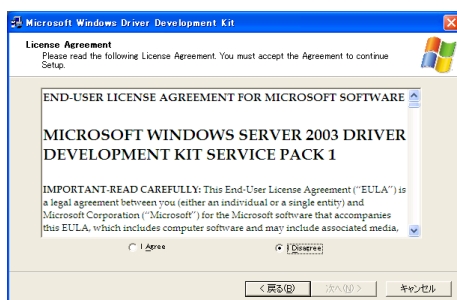 Microsoft Windows Driver Development Kit
License Agreement
Please read the following License Agreement. You must accept the Agreement to continue
Setup.
END-USER LICENSE AGREEMENT FOR MICROSOFT SOFTWARE
MICROSOFT WINDOWS SERVER 2003 DRIVER
DEVELOPMENT KIT SERVICE PACK 1
IMPORTANT-READ CAREFULLY: This End-User License Agreement ("EULA") is
a legal agreement between you (either an individual or a single entity) and
Microsoft Corporation ("Microsoft") for the Microsoft software that accompanies
this EULA, which includes computer software and may include associated media,
I Agree I Disagree
< 戻る(B) 次へ(N) > キャンセル